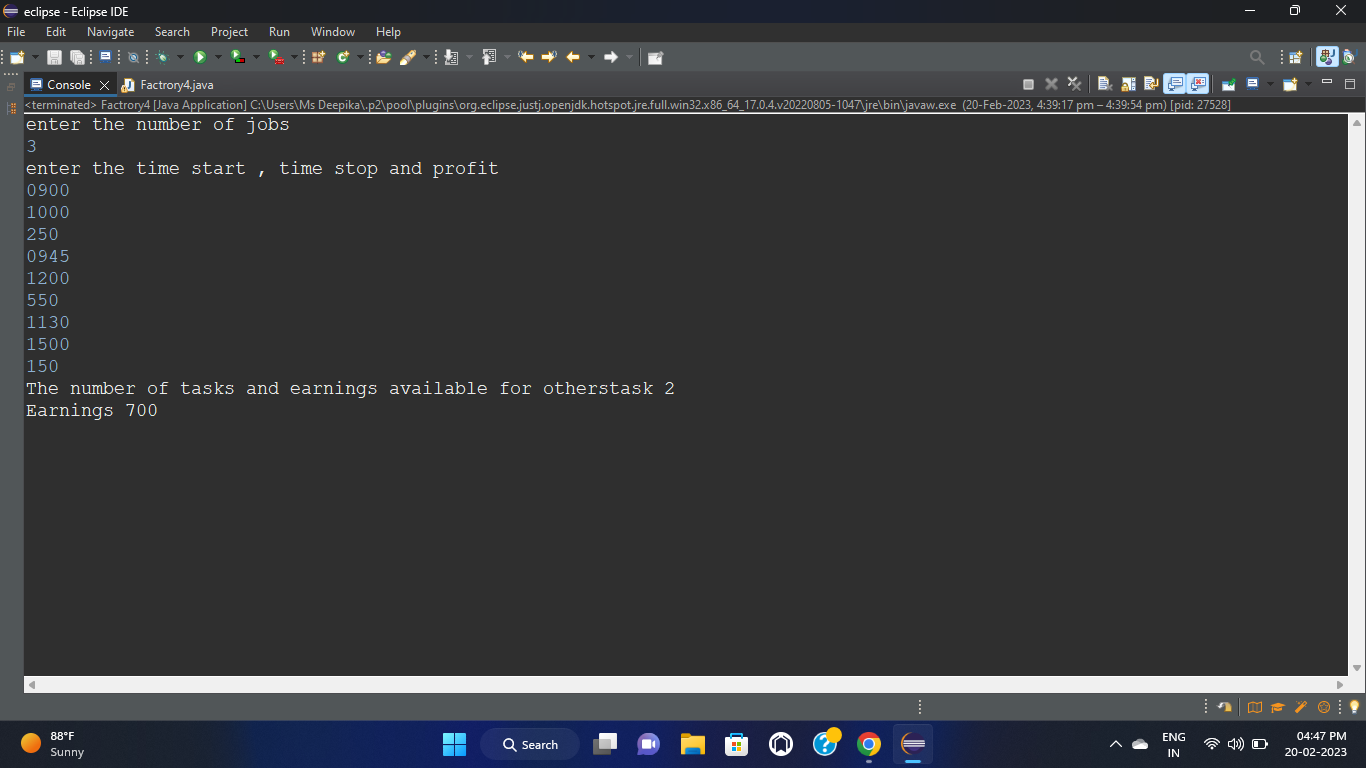 eclipse - Eclipse IDE
File Edit Navigate Search Project Run Window Help
Console Factrory4.java
<terminated> Factrory4 [Java Application] C:\Users\Ms Deepika\.p2\pool\plugins\org.eclipse.justj.openjdk.hotspot.jre.full.win32.x86_64_17.0.4.v20220805-1047\jre\bin\javaw.exe (20-Feb-2023, 4:39:17 pm – 4:39:54 pm) [pid: 27528]
enter the number of jobs
3
enter the time start , time stop and profit
0900
1000
250
0945
1200
550
1130
1500
150
The number of tasks and earnings available for otherstask 2
Earnings 700
88°F
Sunny
Search
ENG
IN
04:47 PM
20-02-2023